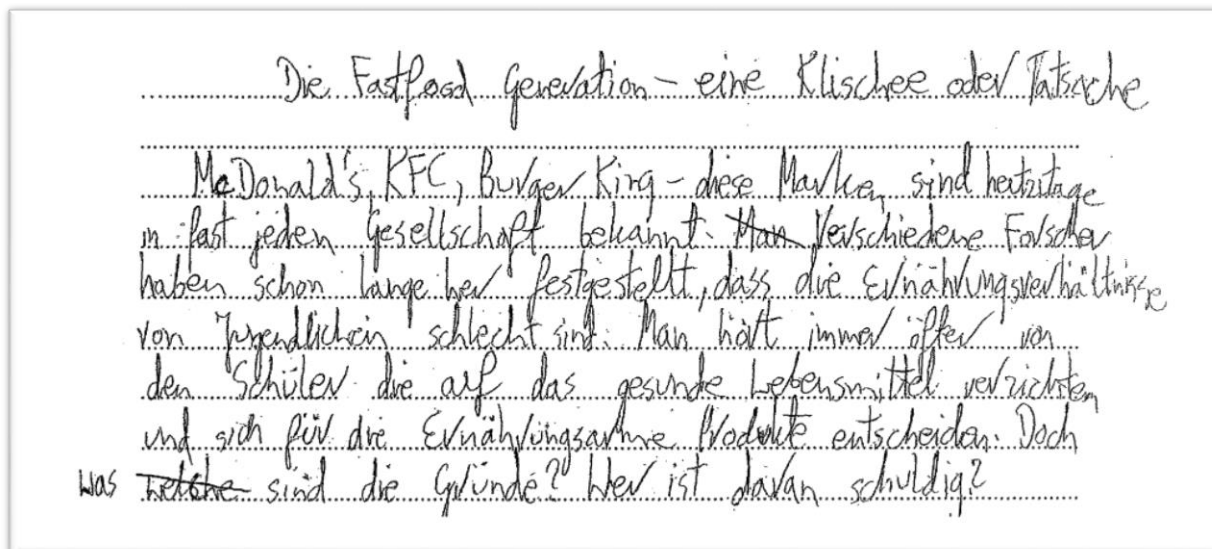 Die Fastfood Generation – eine Klischee oder Tatsache
McDonald's, KFC, Burger King – diese Marken sind heutzitage
in fast jeden Gesellschaft bekannt. Man Verschiedene Forscher
haben schon lange her festgestellt, dass die Ernährungsverhältnisse
von Jugendlichein schlecht sind. Man hört immer öfter von
den Schüler die auf das gesunde Lebensmittel verzichten
und sich für die Ernährungsarme Produkte entscheiden. Doch
was welche sind die Gründe? Wer ist daran schuldig?